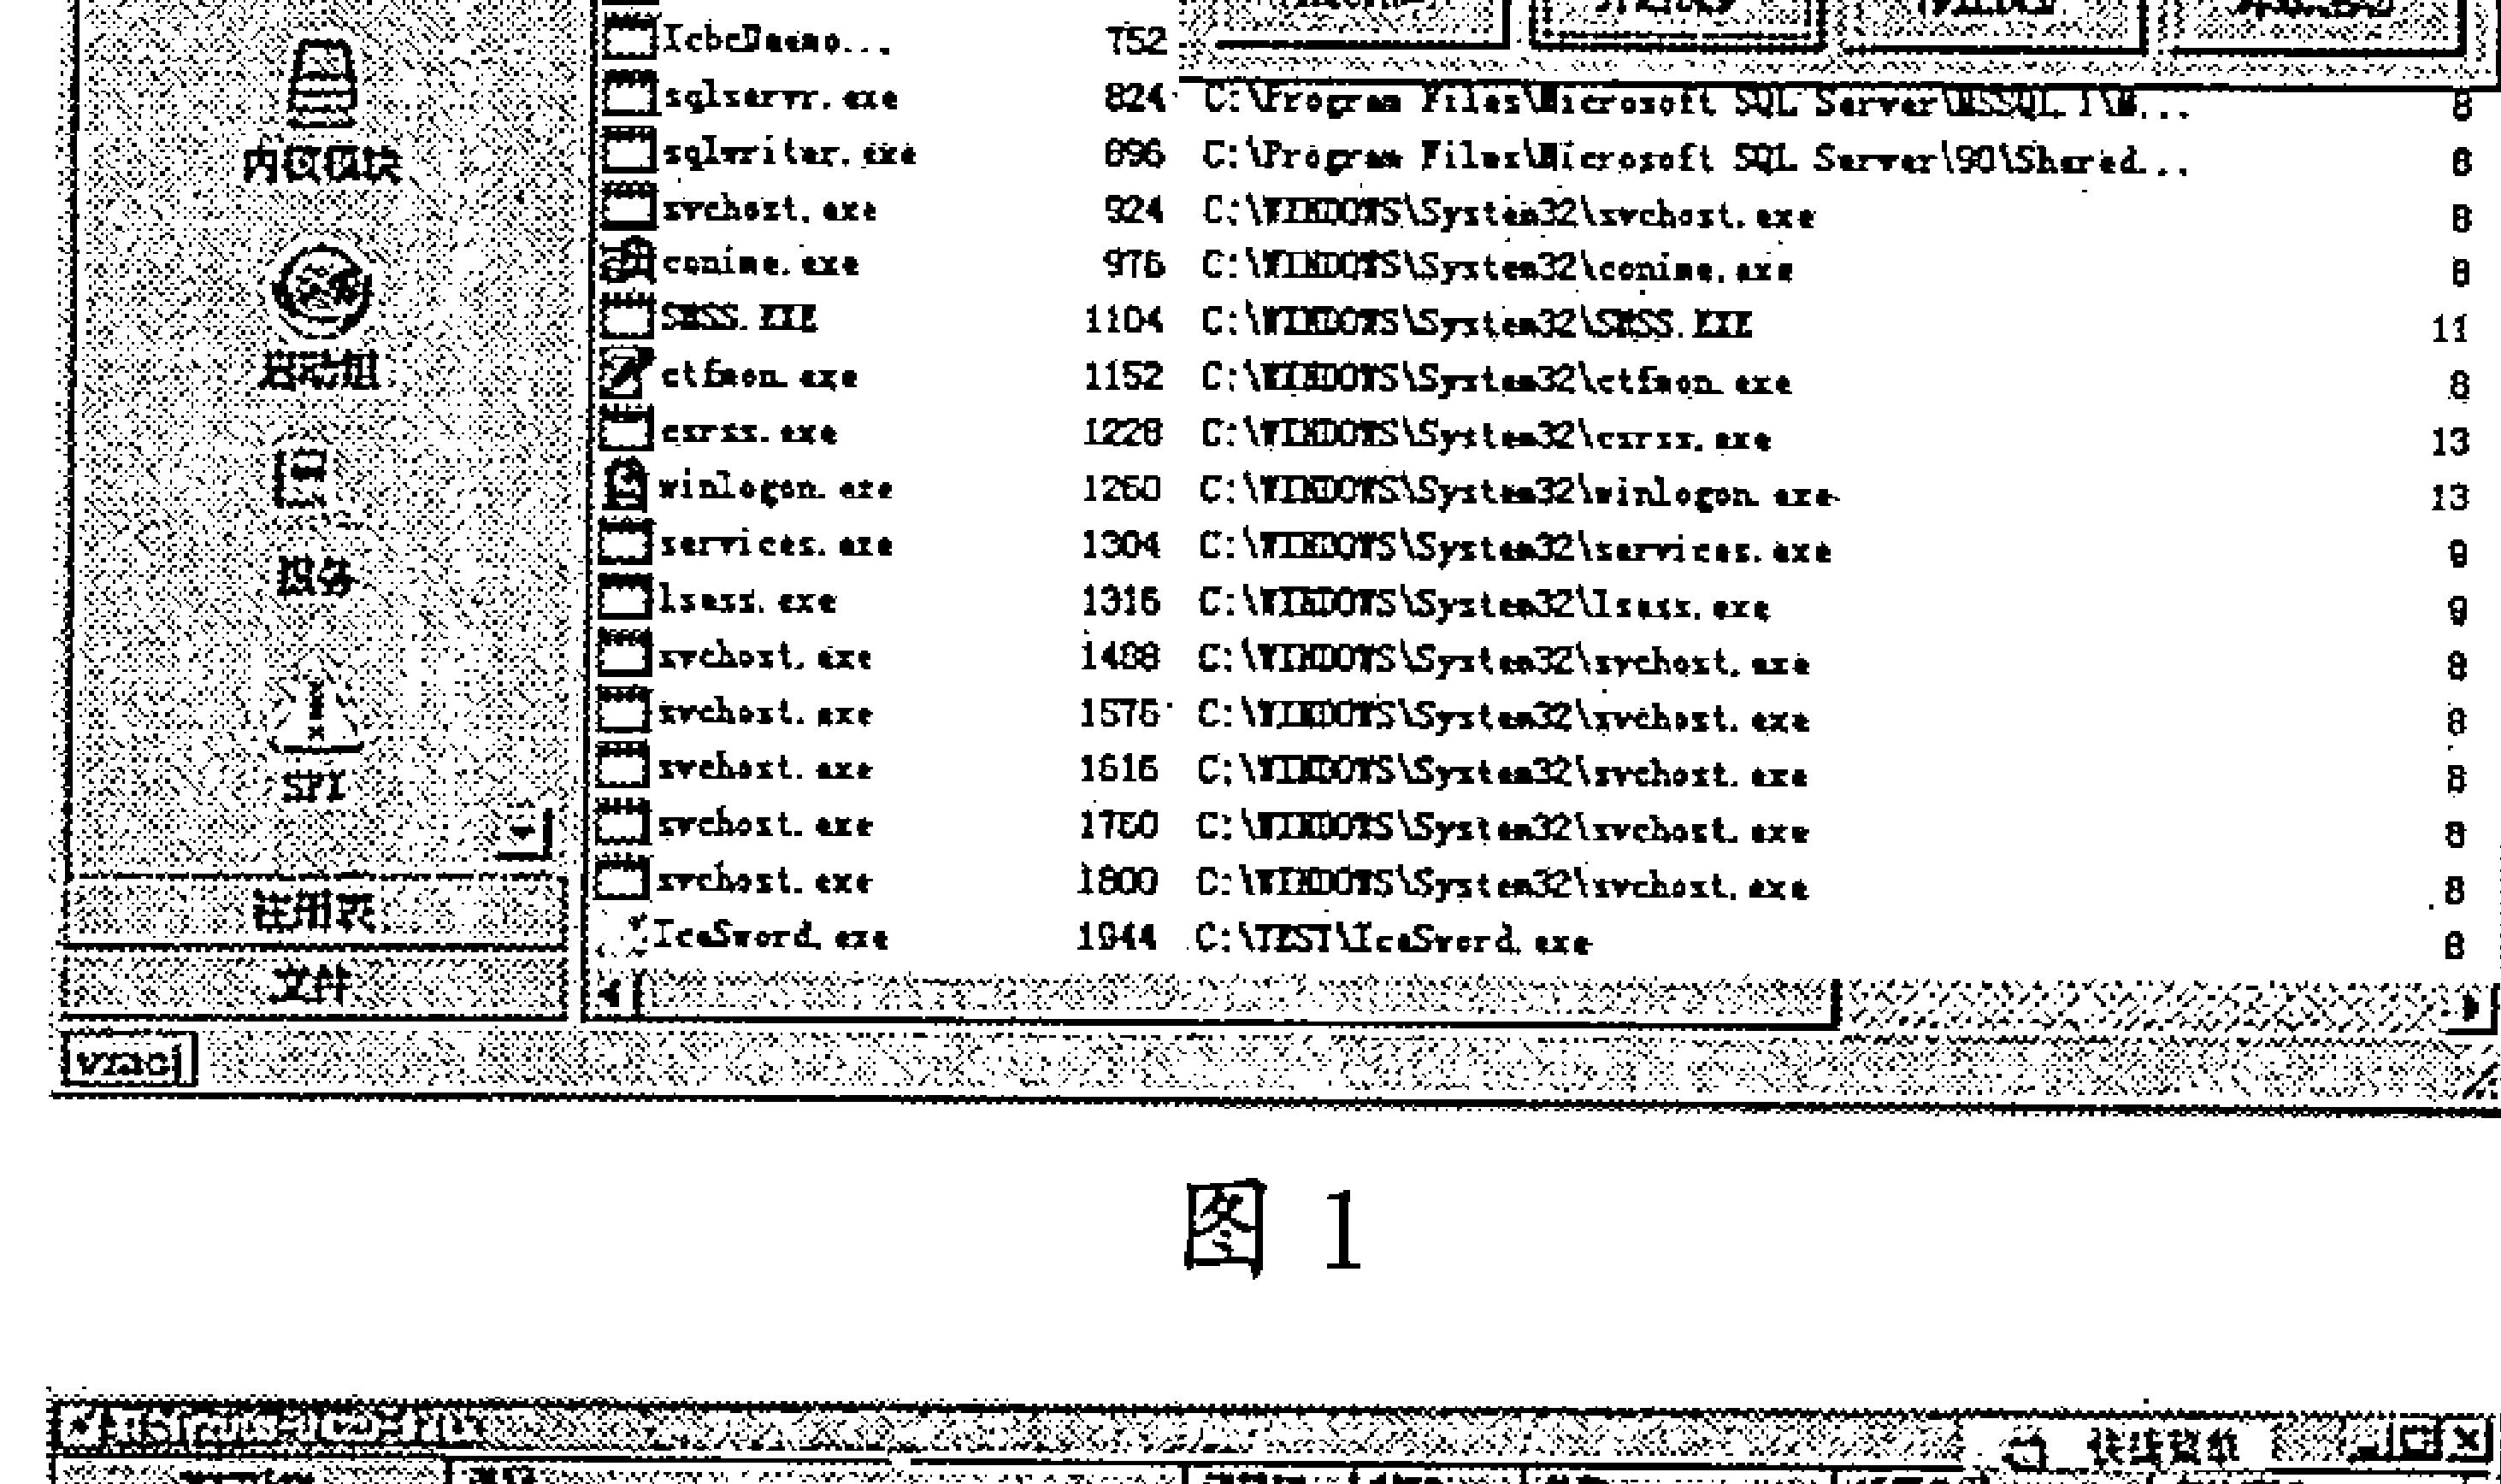 IcbcDaemo... 752
sqlservr.exe 824 C:\Program Files\Microsoft SQL Server\MSSQL.1\M... 8
sqlwriter.exe 896 C:\Program Files\Microsoft SQL Server\90\Shared... 8
内核模块
svchost.exe 924 C:\WINDOWS\System32\svchost.exe 8
conime.exe 976 C:\WINDOWS\System32\conime.exe 8
SMSS.EXE 1104 C:\WINDOWS\System32\SMSS.EXE 11
启动组
ctfmon.exe 1152 C:\WINDOWS\System32\ctfmon.exe 8
csrss.exe 1228 C:\WINDOWS\System32\csrss.exe 13
winlogon.exe 1260 C:\WINDOWS\System32\winlogon.exe 13
services.exe 1304 C:\WINDOWS\System32\services.exe 9
服务
lsass.exe 1316 C:\WINDOWS\System32\lsass.exe 9
svchost.exe 1488 C:\WINDOWS\System32\svchost.exe 8
svchost.exe 1576 C:\WINDOWS\System32\svchost.exe 8
svchost.exe 1616 C:\WINDOWS\System32\svchost.exe 8
SPI
svchost.exe 1760 C:\WINDOWS\System32\svchost.exe 8
svchost.exe 1800 C:\WINDOWS\System32\svchost.exe 8
注册表
IceSword.exe 1944 C:\TEST\IceSword.exe 8
文件
图 1